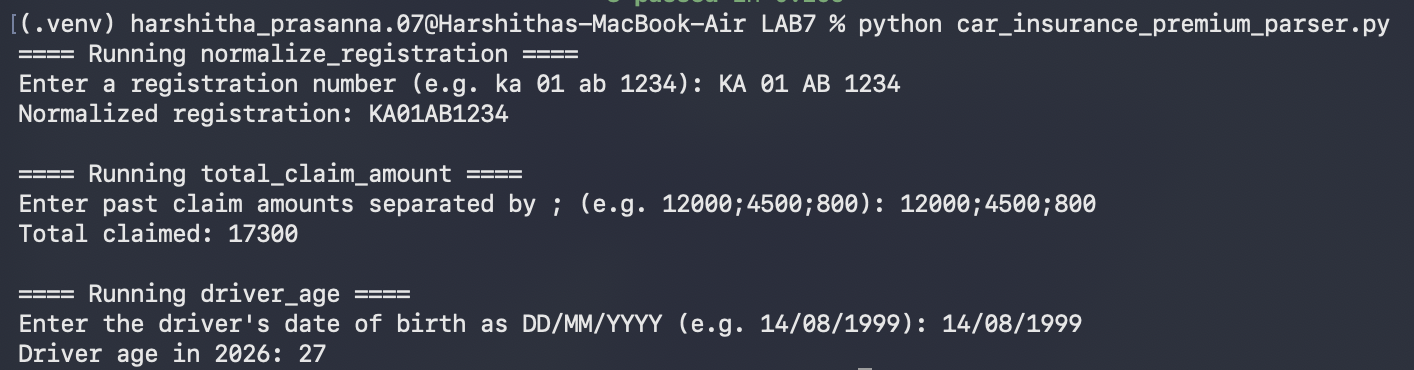 (.venv) harshitha_prasanna.07@Harshithas-MacBook-Air LAB7 % python car_insurance_premium_parser.py
==== Running normalize_registration ====
Enter a registration number (e.g. ka 01 ab 1234): KA 01 AB 1234
Normalized registration: KA01AB1234
==== Running total_claim_amount ====
Enter past claim amounts separated by ; (e.g. 12000;4500;800): 12000;4500;800
Total claimed: 17300
==== Running driver_age ====
Enter the driver's date of birth as DD/MM/YYYY (e.g. 14/08/1999): 14/08/1999
Driver age in 2026: 27